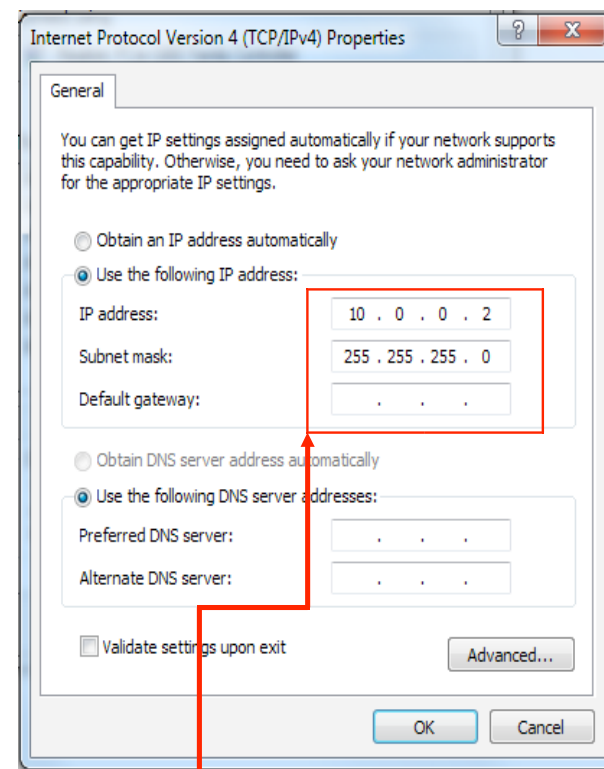 Internet Protocol Version 4 (TCP/IPv4) Properties
General
You can get IP settings assigned automatically if your network supports
this capability. Otherwise, you need to ask your network administrator
for the appropriate IP settings.
Obtain an IP address automatically
Use the following IP address:
IP address: 10 . 0 . 0 . 2
Subnet mask: 255 . 255 . 255 . 0
Default gateway: . . .
Obtain DNS server address automatically
Use the following DNS server addresses:
Preferred DNS server: . . .
Alternate DNS server: . . .
Validate settings upon exit
Advanced...
OK Cancel